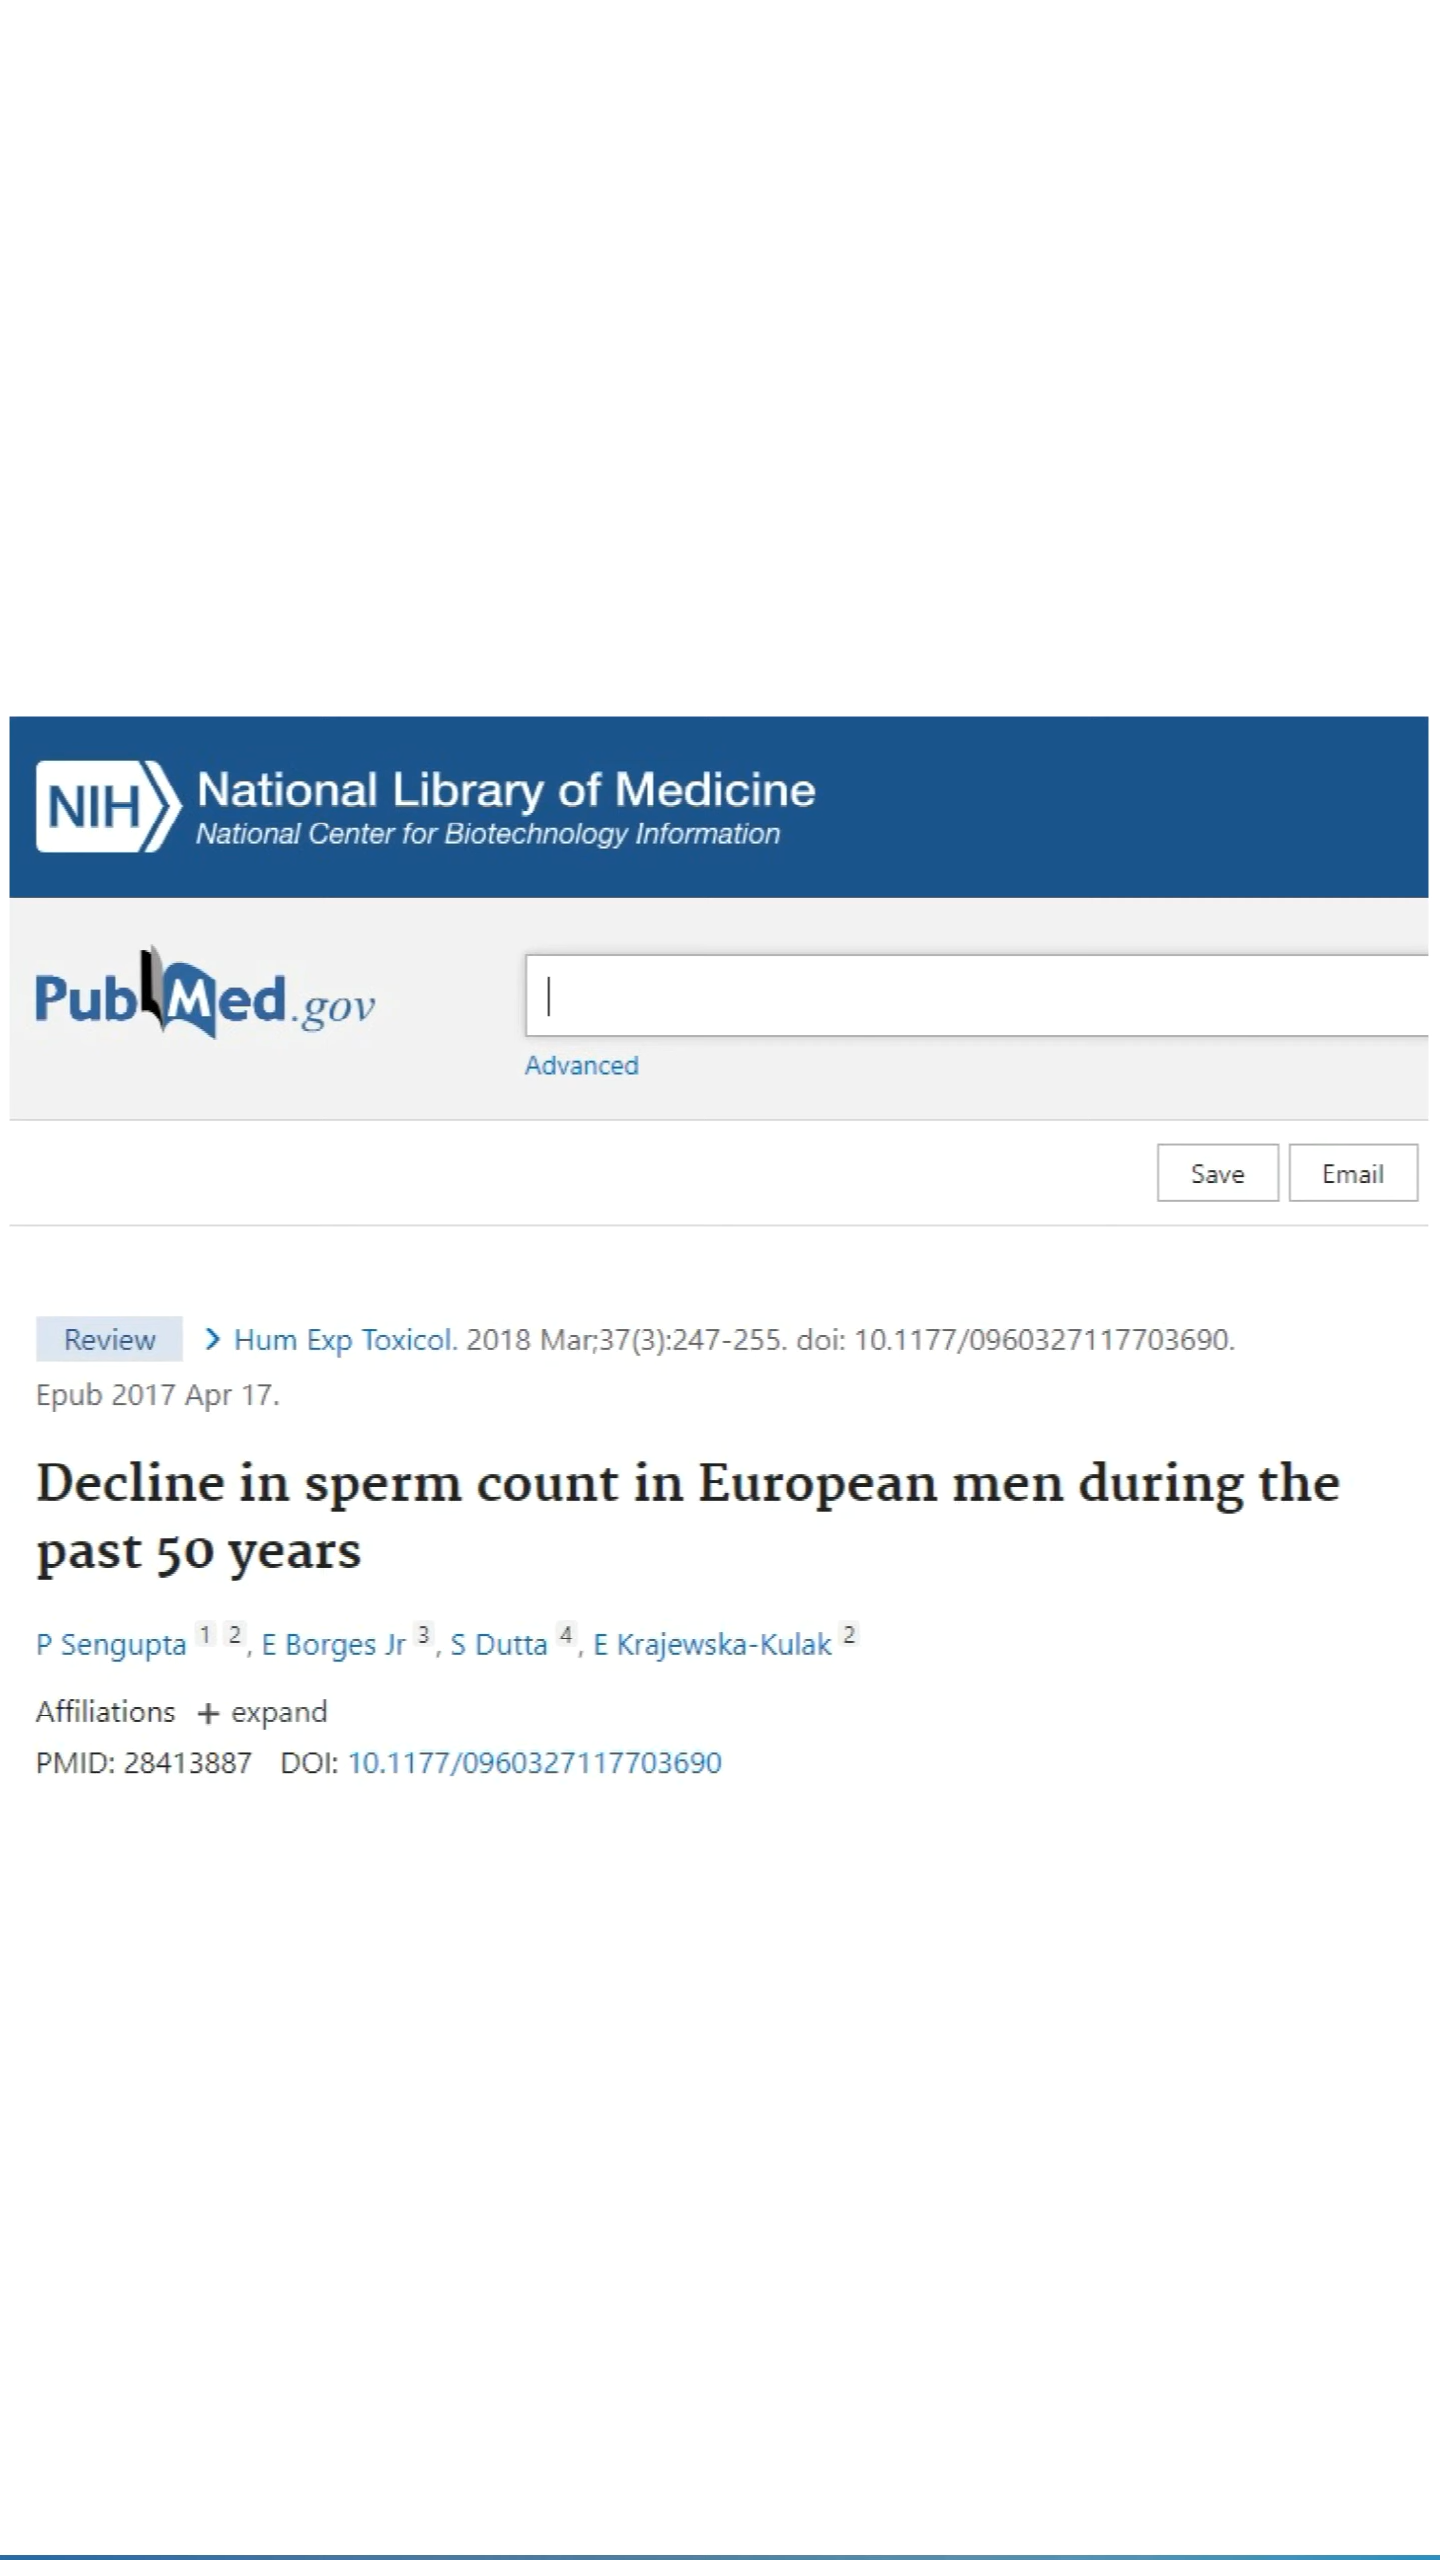 NIH National Library of Medicine
National Center for Biotechnology Information
PubMed.gov
Advanced
Save Email
Review Hum Exp Toxicol. 2018 Mar;37(3):247-255. doi: 10.1177/0960327117703690.
Epub 2017 Apr 17.
Decline in sperm count in European men during the
past 50 years
P Sengupta 1 2, E Borges Jr 3, S Dutta 4, E Krajewska-Kulak 2
Affiliations + expand
PMID: 28413887 DOI: 10.1177/0960327117703690